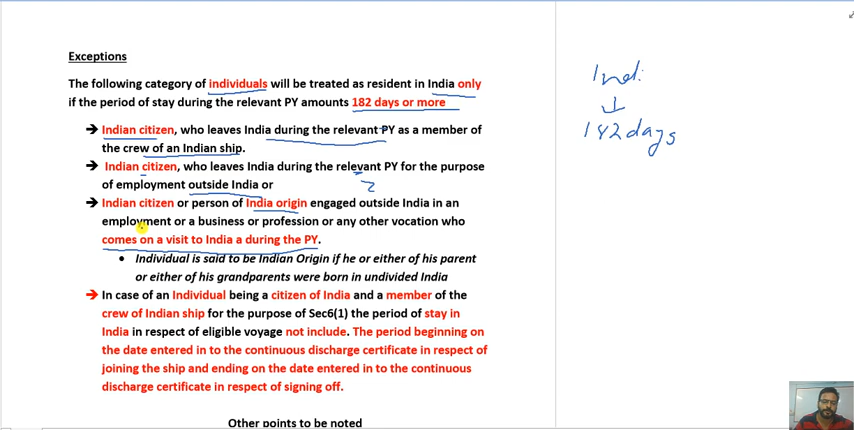 Exceptions
The following category of individuals will be treated as resident in India only
if the period of stay during the relevant PY amounts 182 days or more
➔ Indian citizen, who leaves India during the relevant PY as a member of
the crew of an Indian ship.
➔ Indian citizen, who leaves India during the relevant PY for the purpose
of employment outside India or
➔ Indian citizen or person of India origin engaged outside India in an
employment or a business or profession or any other vocation who
comes on a visit to India a during the PY.
• Individual is said to be Indian Origin if he or either of his parent
or either of his grandparents were born in undivided India
➔ In case of an Individual being a citizen of India and a member of the
crew of Indian ship for the purpose of Sec6(1) the period of stay in
India in respect of eligible voyage not include. The period beginning on
the date entered in to the continuous discharge certificate in respect of
joining the ship and ending on the date entered in to the continuous
discharge certificate in respect of signing off.
Other points to be noted
Indi
↓
182 days